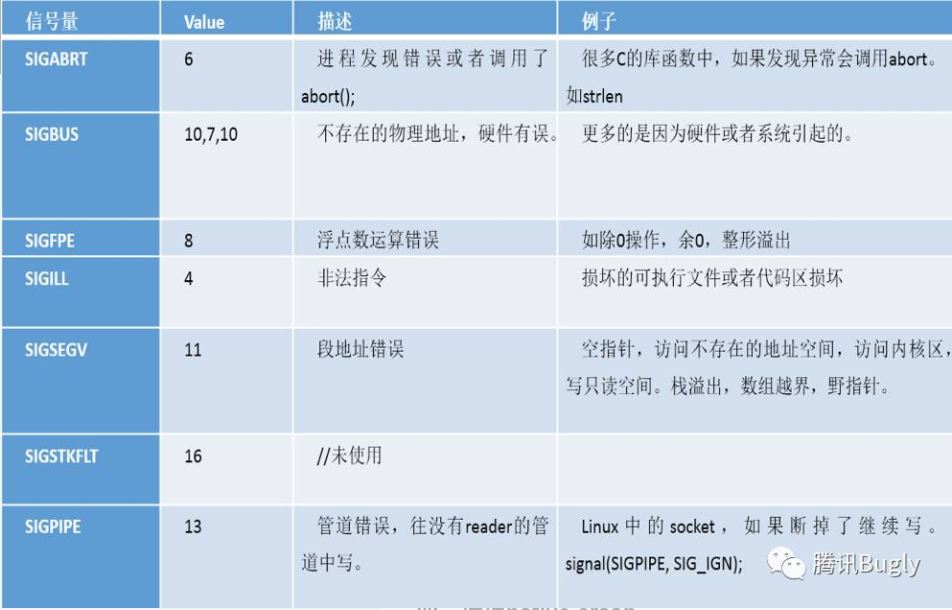 信号量 Value 描述 例子
SIGABRT 6 进程发现错误或者调用了 很多C的库函数中，如果发现异常会调用abort。
abort(); 如strlen
SIGBUS 10,7,10 不存在的物理地址，硬件有误。 更多的是因为硬件或者系统引起的。
SIGFPE 8 浮点数运算错误 如除0操作，余0，整形溢出
SIGILL 4 非法指令 损坏的可执行文件或者代码区损坏
SIGSEGV 11 段地址错误 空指针，访问不存在的地址空间，访问内核区，
写只读空间。栈溢出，数组越界，野指针。
SIGSTKFLT 16 //未使用
SIGPIPE 13 管道错误，往没有reader的管 Linux中的socket，如果断掉了继续写。
道中写。 signal(SIGPIPE, SIG_IGN);
腾讯Bugly